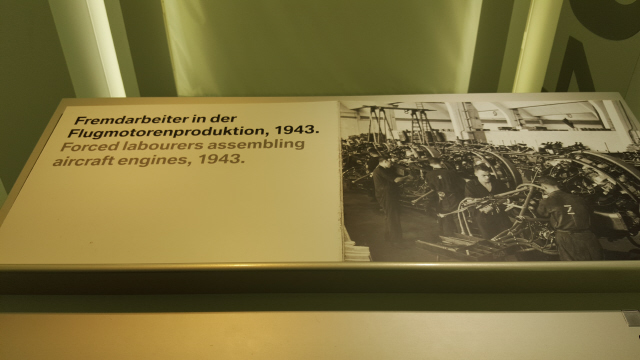 Fremdarbeiter in der
Flugmotorenproduktion, 1943.
Forced labourers assembling
aircraft engines, 1943.